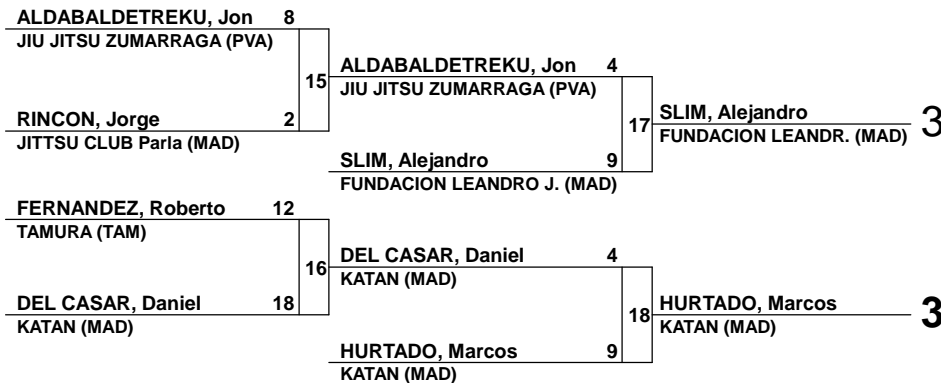 ALDABALDETREKU, Jon 8
JIU JITSU ZUMARRAGA (PVA)
15
ALDABALDETREKU, Jon 4
JIU JITSU ZUMARRAGA (PVA)
RINCON, Jorge 2
JITTSU CLUB Parla (MAD)
17
SLIM, Alejandro
FUNDACION LEANDR. (MAD)
3
SLIM, Alejandro 9
FUNDACION LEANDRO J. (MAD)
FERNANDEZ, Roberto 12
TAMURA (TAM)
16
DEL CASAR, Daniel 4
KATAN (MAD)
DEL CASAR, Daniel 18
KATAN (MAD)
18
HURTADO, Marcos
KATAN (MAD)
3
HURTADO, Marcos 9
KATAN (MAD)